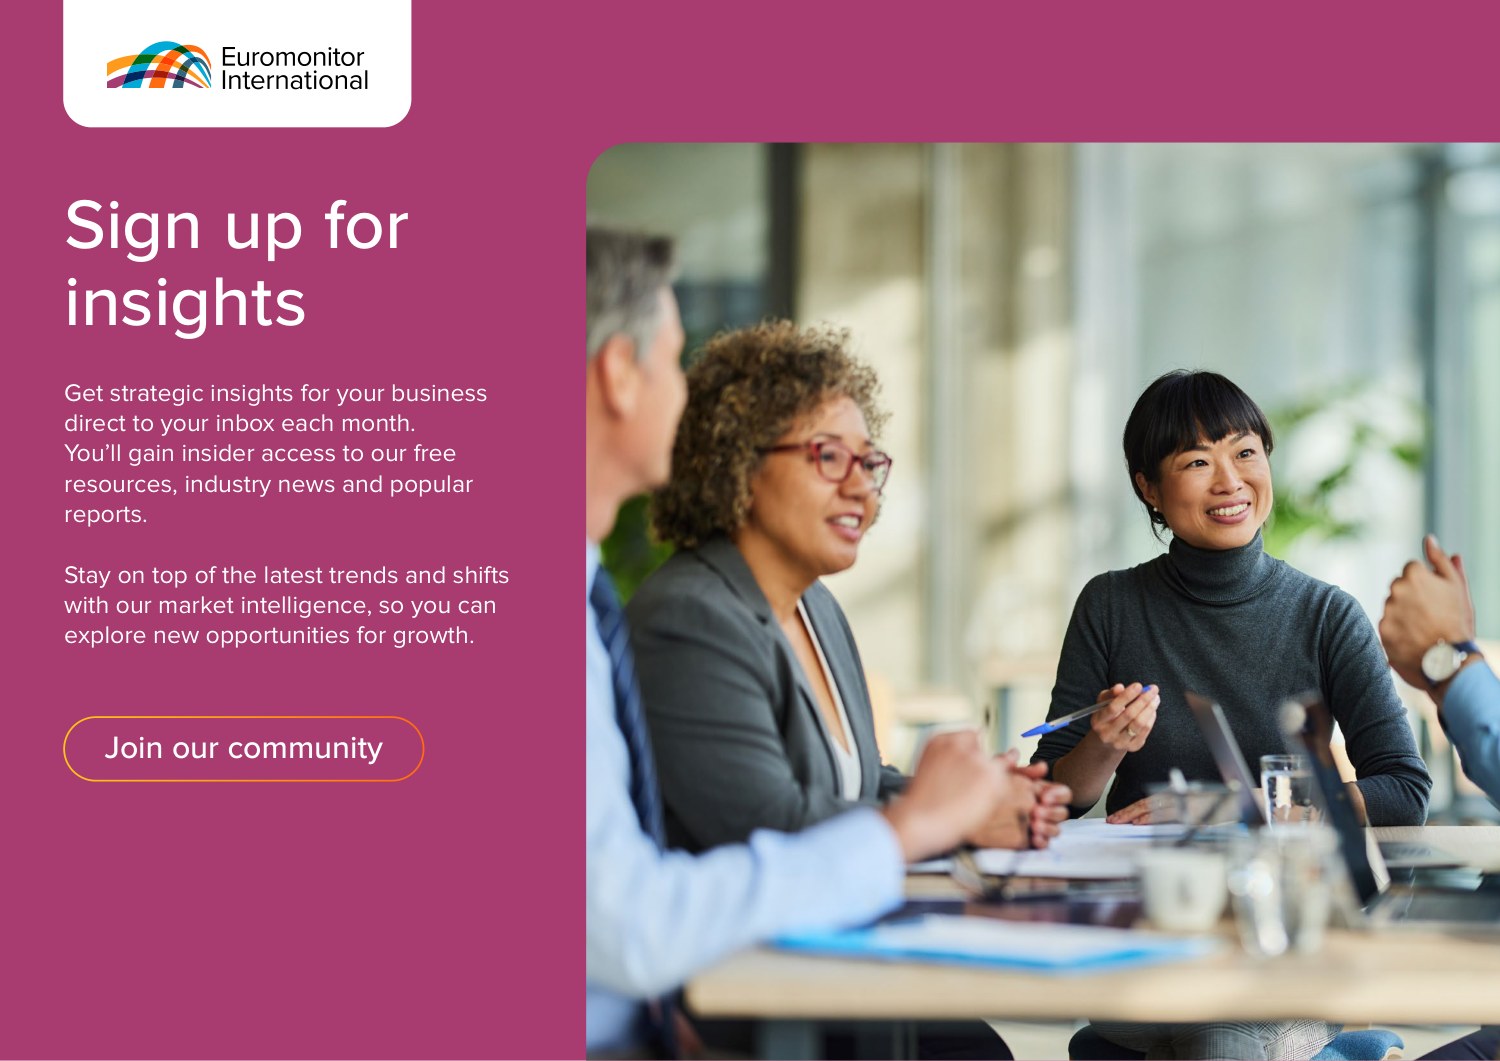 Euromonitor
International
Sign up for
insights
Get strategic insights for your business
direct to your inbox each month.
You’ll gain insider access to our free
resources, industry news and popular
reports.
Stay on top of the latest trends and shifts
with our market intelligence, so you can
explore new opportunities for growth.
Join our community